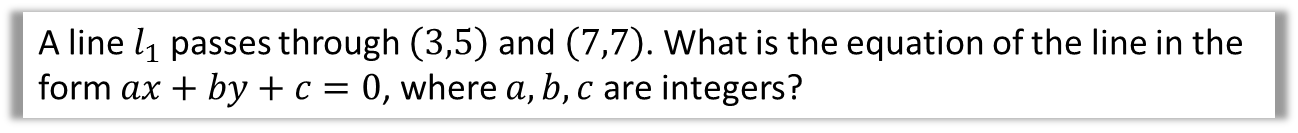 A line l₁ passes through (3,5) and (7,7). What is the equation of the line in the
form ax + by + c = 0, where a, b, c are integers?